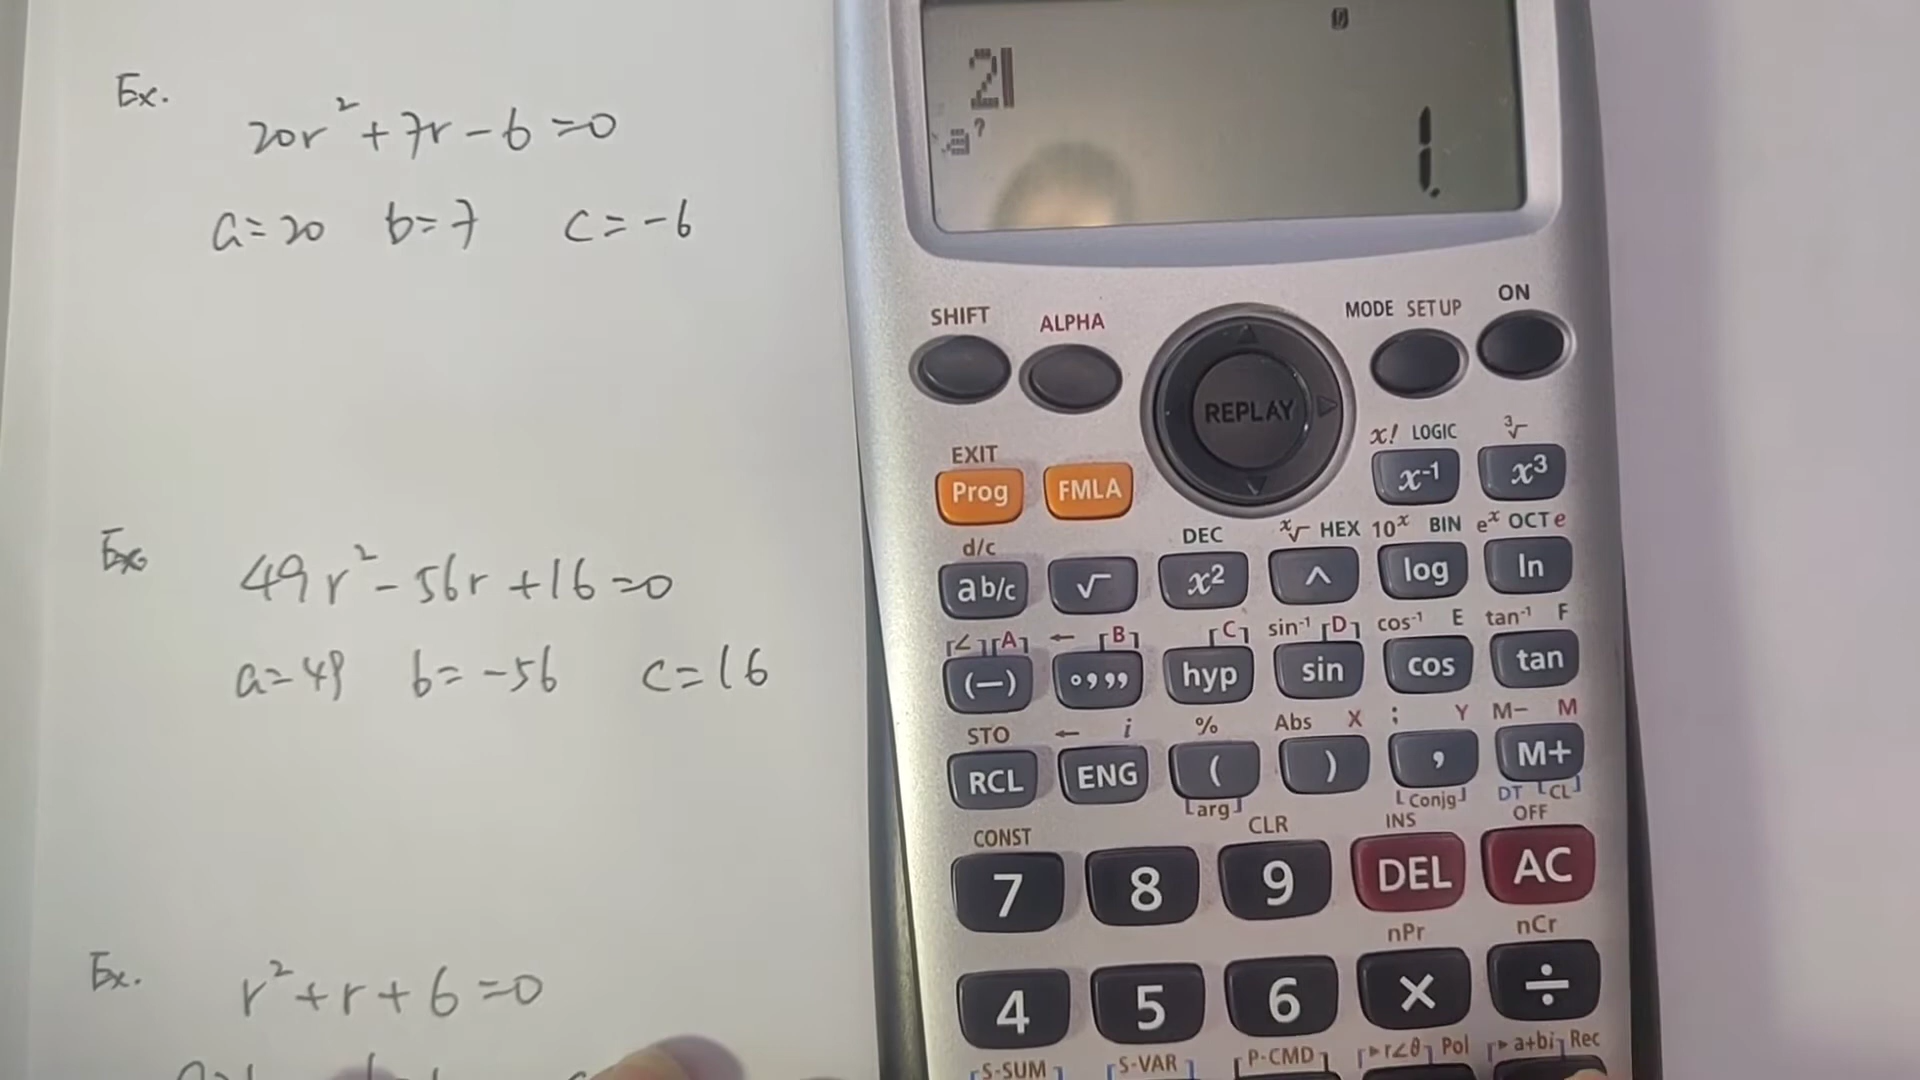 Ex.
20r² + 7r - 6 = 0
a = 20 b = 7 c = -6
Ex.
49r² - 56r + 16 = 0
a = 49 b = -56 c = 16
Ex.
r² + r + 6 = 0
2
?
1.
SHIFT ALPHA MODE SETUP ON
REPLAY
EXIT x! LOGIC ³√
Prog FMLA x⁻¹ x³
d/c DEC ˣ√ HEX 10ˣ BIN eˣ OCT e
a b/c √ x² ^ log ln
∠ A ← B C sin⁻¹ D cos⁻¹ E tan⁻¹ F
(−) °,,, hyp sin cos tan
STO ← i % Abs X ; Y M− M
RCL ENG ( ) , M+
arg Conjg DT CL
CONST CLR INS OFF
7 8 9 DEL AC
nPr nCr
4 5 6 × ÷
S-SUM S-VAR P-CMD ▸r∠θ Pol ▸a+bi Rec